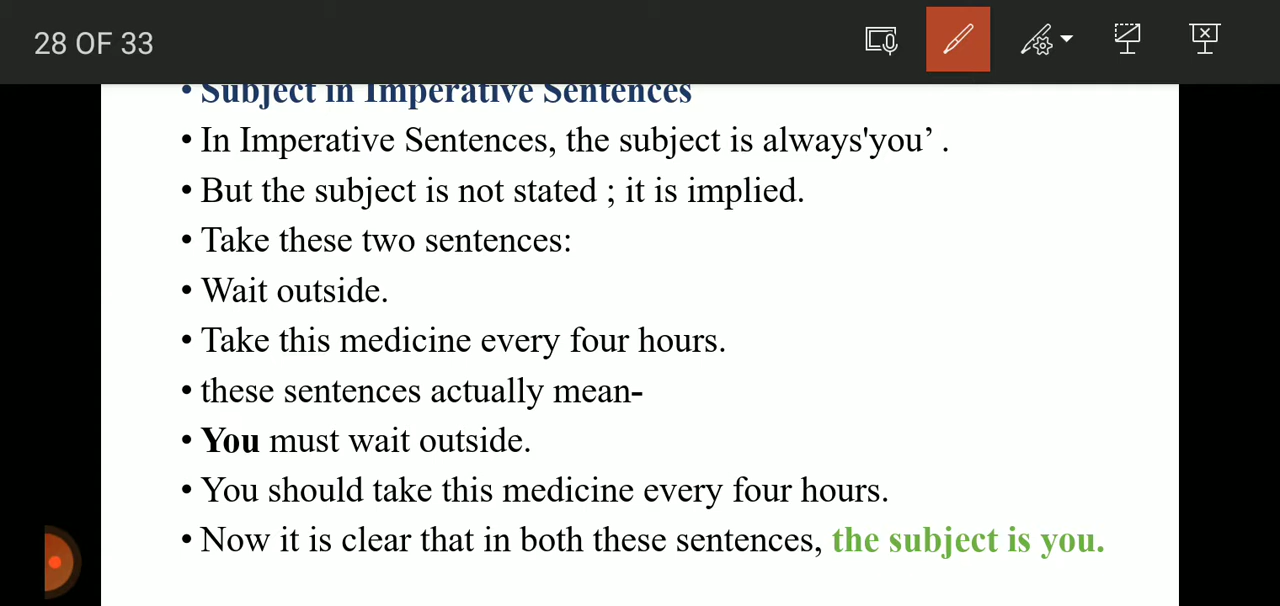 28 OF 33
• Subject in Imperative Sentences
• In Imperative Sentences, the subject is always'you’ .
• But the subject is not stated ; it is implied.
• Take these two sentences:
• Wait outside.
• Take this medicine every four hours.
• these sentences actually mean-
• You must wait outside.
• You should take this medicine every four hours.
• Now it is clear that in both these sentences, the subject is you.